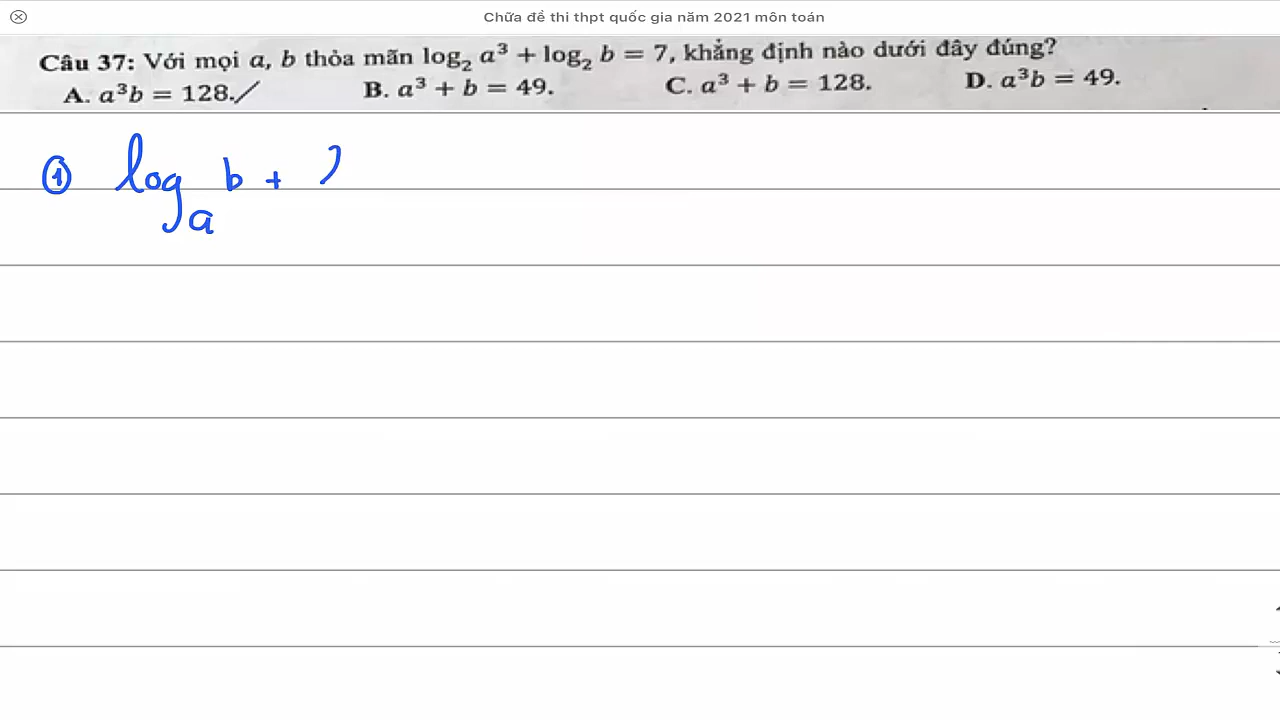 Chữa đề thi thpt quốc gia năm 2021 môn toán
Câu 37: Với mọi a, b thỏa mãn log₂ a³ + log₂ b = 7, khẳng định nào dưới đây đúng?
A. a³b = 128. B. a³ + b = 49. C. a³ + b = 128. D. a³b = 49.
① logₐ b +